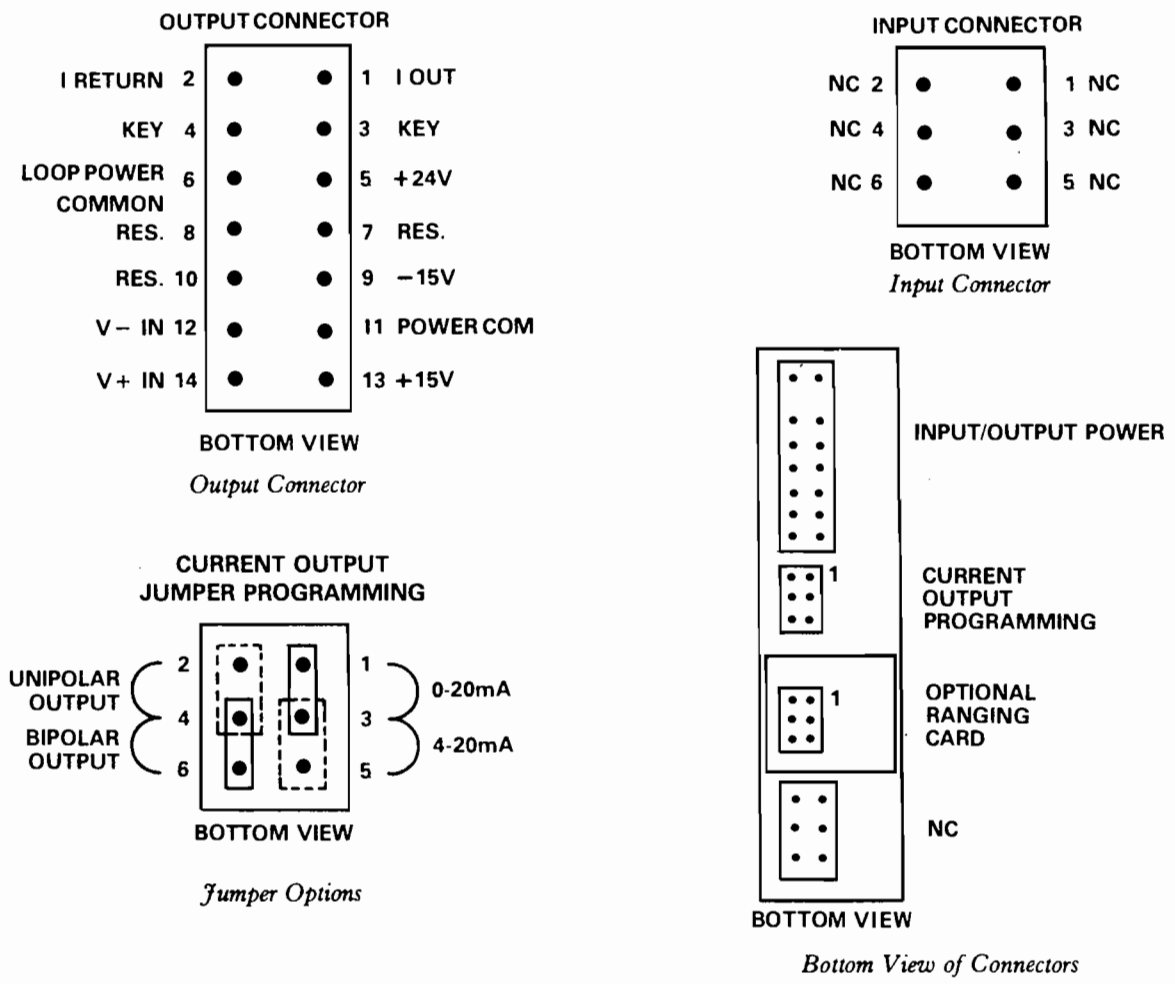 OUTPUT CONNECTOR
I RETURN 2 1 I OUT
KEY 4 3 KEY
LOOP POWER 6 5 +24V
COMMON
RES. 8 7 RES.
RES. 10 9 −15V
V− IN 12 11 POWER COM
V+ IN 14 13 +15V
BOTTOM VIEW
Output Connector
INPUT CONNECTOR
NC 2 1 NC
NC 4 3 NC
NC 6 5 NC
BOTTOM VIEW
Input Connector
CURRENT OUTPUT
JUMPER PROGRAMMING
UNIPOLAR
OUTPUT
BIPOLAR
OUTPUT
2 1
4 3
6 5
0-20mA
4-20mA
BOTTOM VIEW
Jumper Options
INPUT/OUTPUT POWER
1 CURRENT
OUTPUT
PROGRAMMING
1 OPTIONAL
RANGING
CARD
NC
BOTTOM VIEW
Bottom View of Connectors